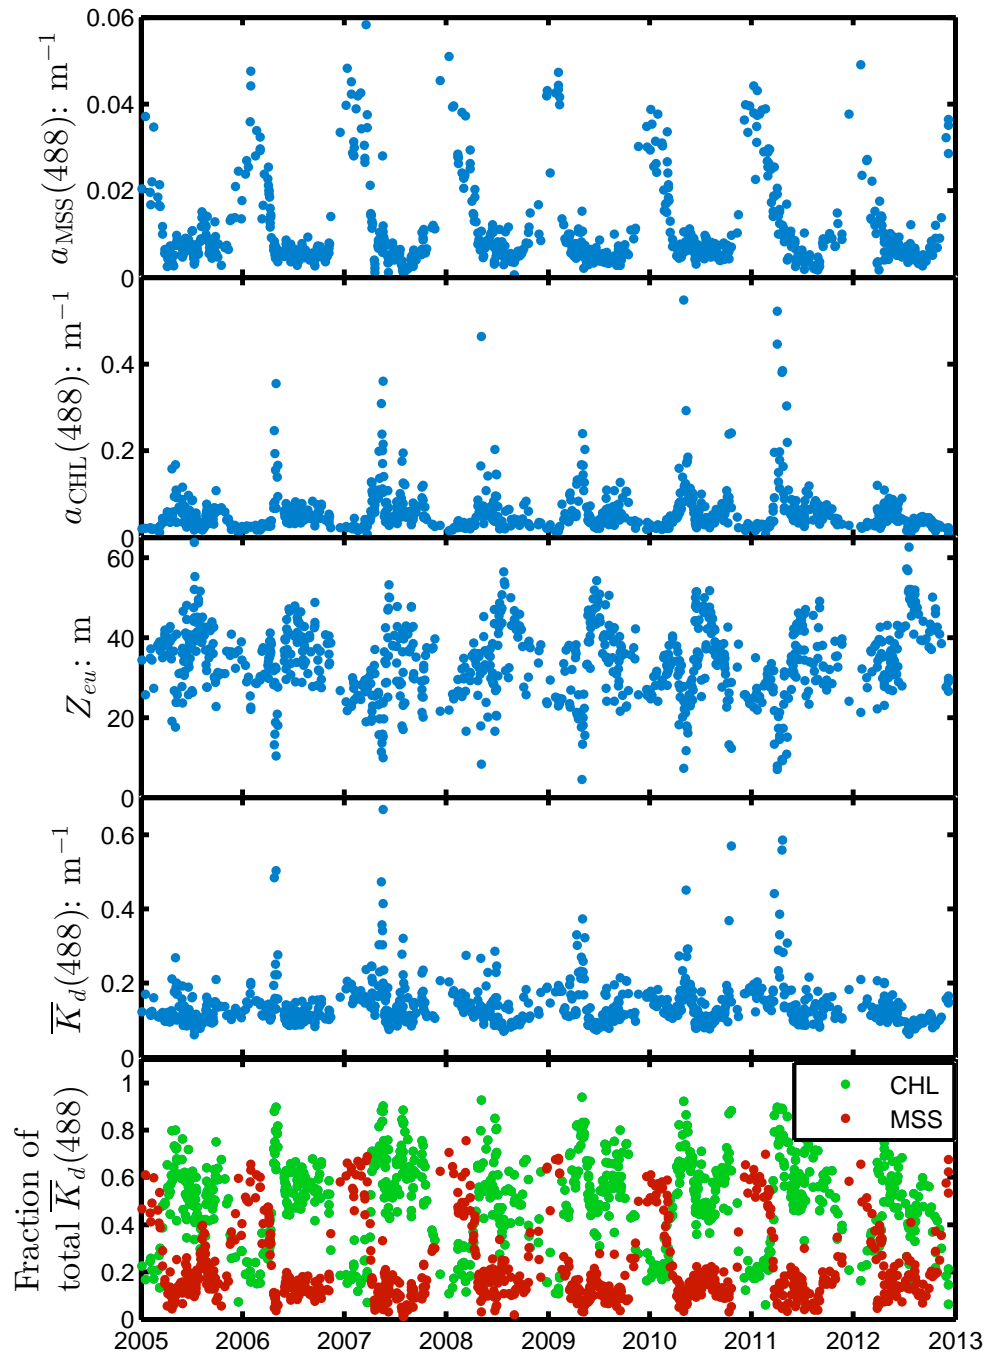 0.06
0.04
0.02
0
a_MSS(488): m⁻¹
0
0.4
0.2
0
a_CHL(488): m⁻¹
60
40
20
0
Z_eu: m
0.6
0.4
0.2
0
K̅_d(488): m⁻¹
1
0.8
0.6
0.4
0.2
0
Fraction of
total K̅_d(488)
CHL
MSS
2005 2006 2007 2008 2009 2010 2011 2012 2013